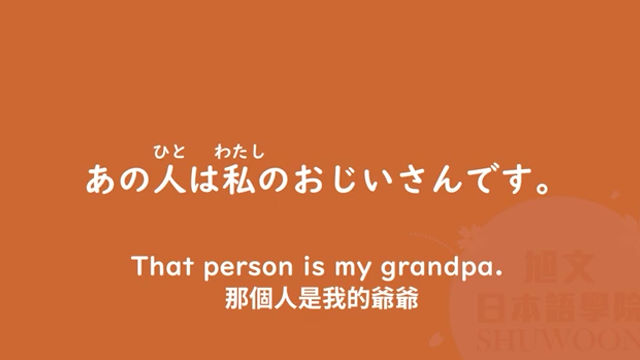 ひと わたし
あの人は私のおじいさんです。
That person is my grandpa.
那個人是我的爺爺
旭文
日本語學院
SHUWOON